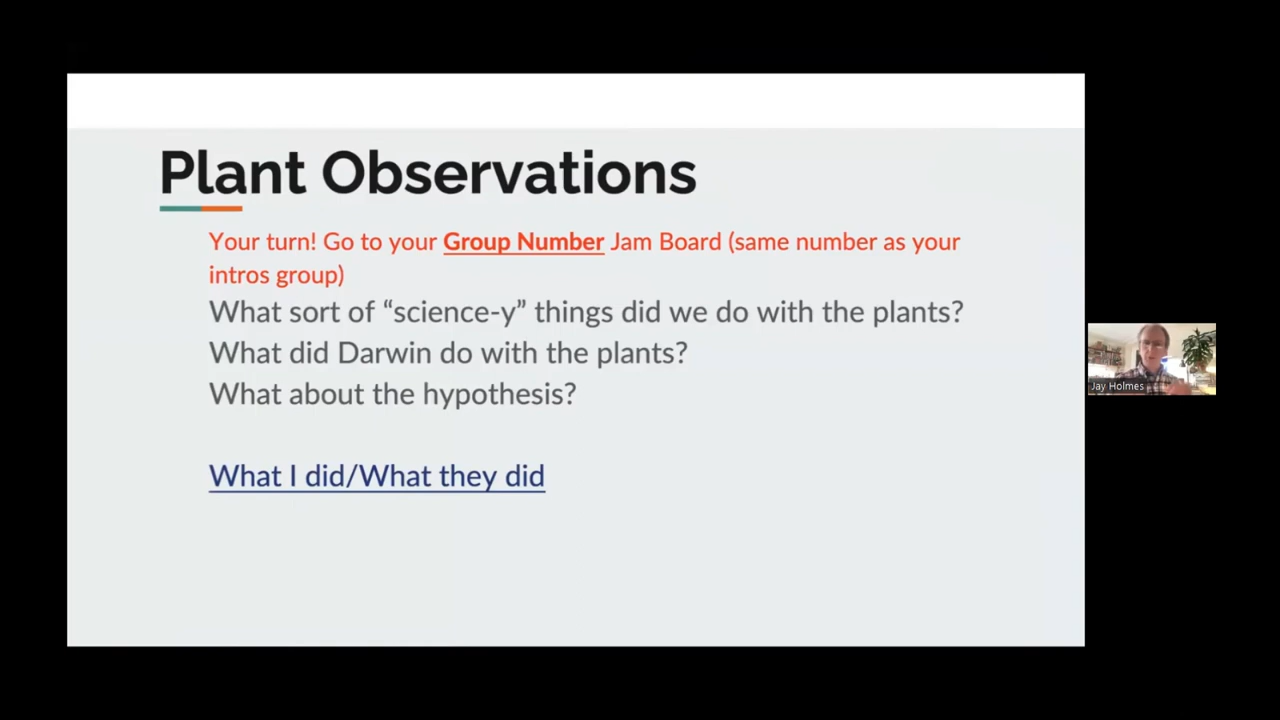 Plant Observations
Your turn! Go to your Group Number Jam Board (same number as your
intros group)
What sort of “science-y” things did we do with the plants?
What did Darwin do with the plants?
What about the hypothesis?
What I did/What they did
Jay Holmes